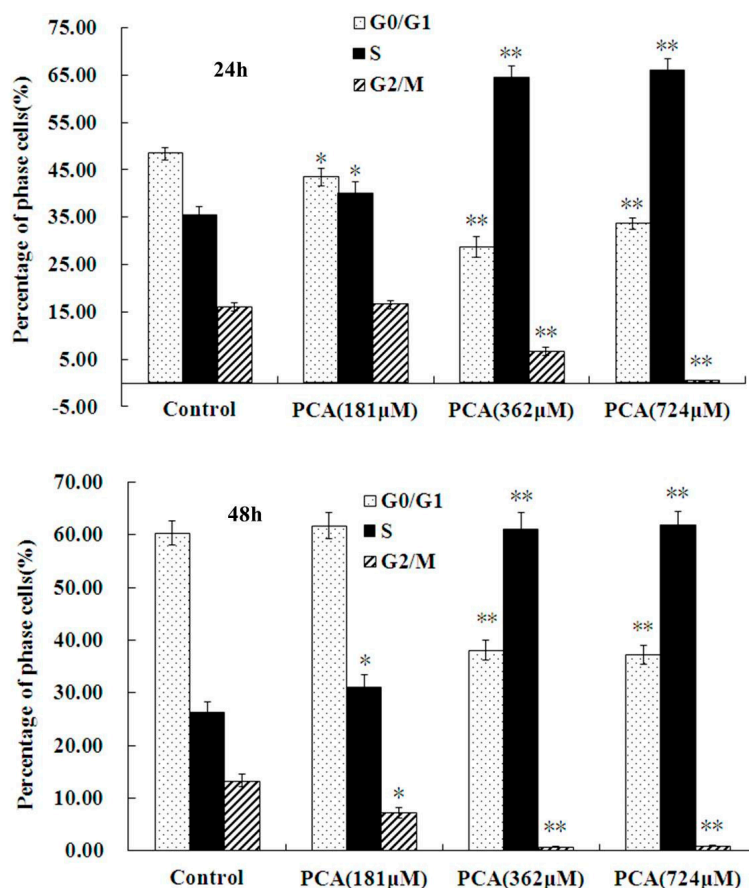 75.00
65.00
55.00
45.00
35.00
25.00
15.00
5.00
-5.00
Percentage of phase cells(%)
24h
G0/G1
S
G2/M
* * ** ** ** ** ** **
Control PCA(181µM) PCA(362µM) PCA(724µM)
70.00
60.00
50.00
40.00
30.00
20.00
10.00
0.00
Percentage of phase cells(%)
48h
G0/G1
S
G2/M
* * ** ** ** ** ** **
Control PCA(181µM) PCA(362µM) PCA(724µM)